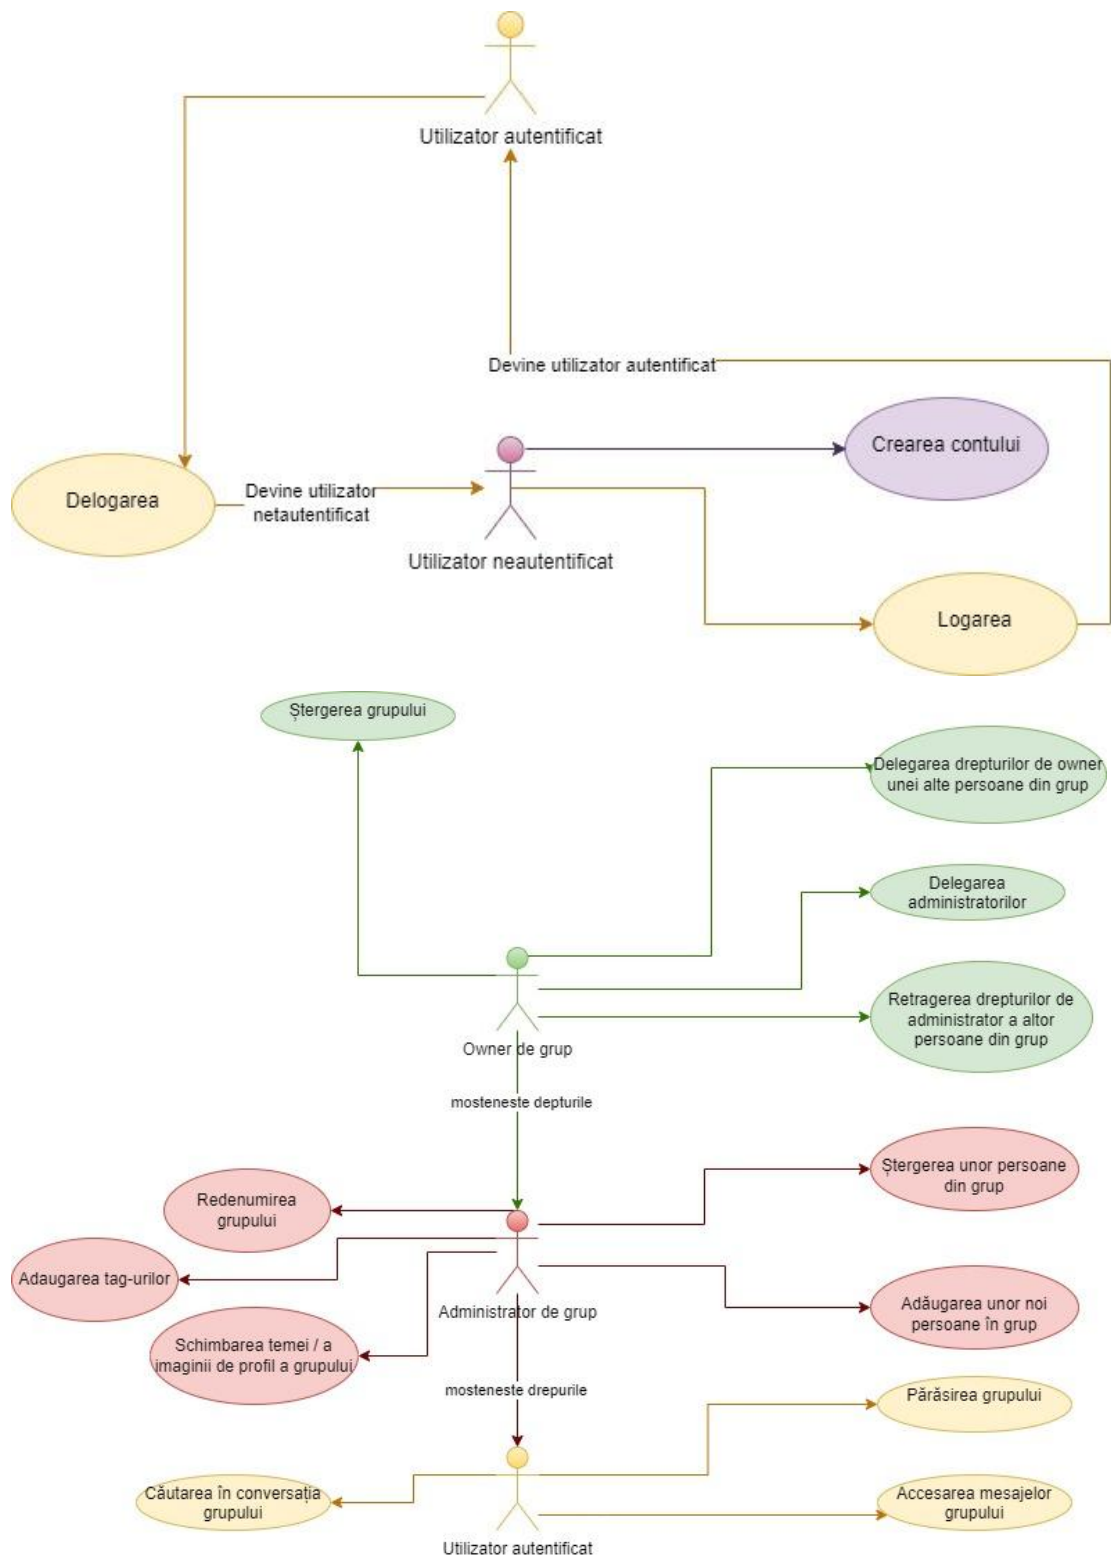 Utilizator autentificat
Devine utilizator autentificat
Crearea contului
Delogarea
Devine utilizator
netautentificat
Utilizator neautentificat
Logarea
Ștergerea grupului
Delegarea drepturilor de owner
unei alte persoane din grup
Delegarea
administratorilor
Retragerea drepturilor de
administrator a altor
persoane din grup
Owner de grup
mosteneste depturile
Ștergerea unor persoane
din grup
Redenumirea
grupului
Adaugarea tag-urilor
Administrator de grup
Adăugarea unor noi
persoane în grup
Schimbarea temei / a
imaginii de profil a grupului
mosteneste drepurile
Părăsirea grupului
Căutarea în conversația
grupului
Accesarea mesajelor
grupului
Utilizator autentificat